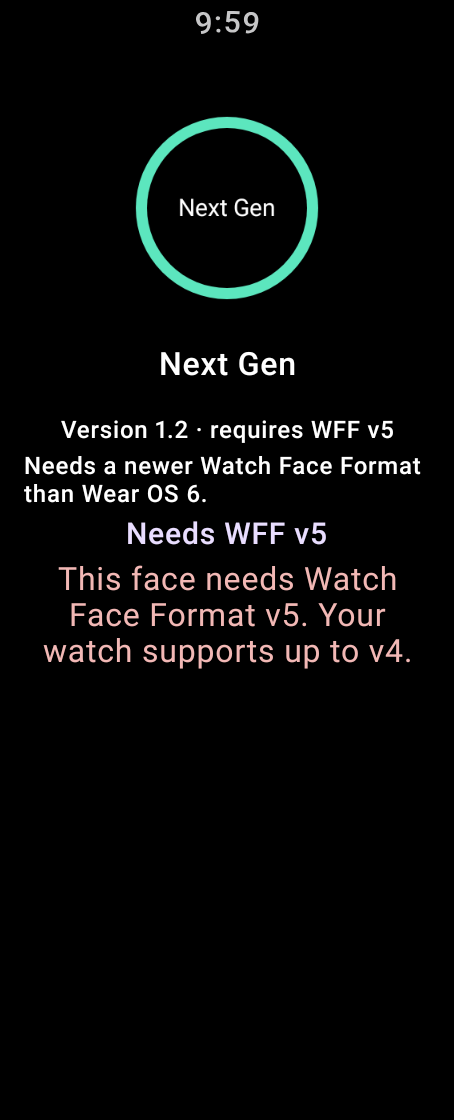 9:59
Next Gen
Next Gen
Version 1.2 · requires WFF v5
Needs a newer Watch Face Format
than Wear OS 6.
Needs WFF v5
This face needs Watch
Face Format v5. Your
watch supports up to v4.